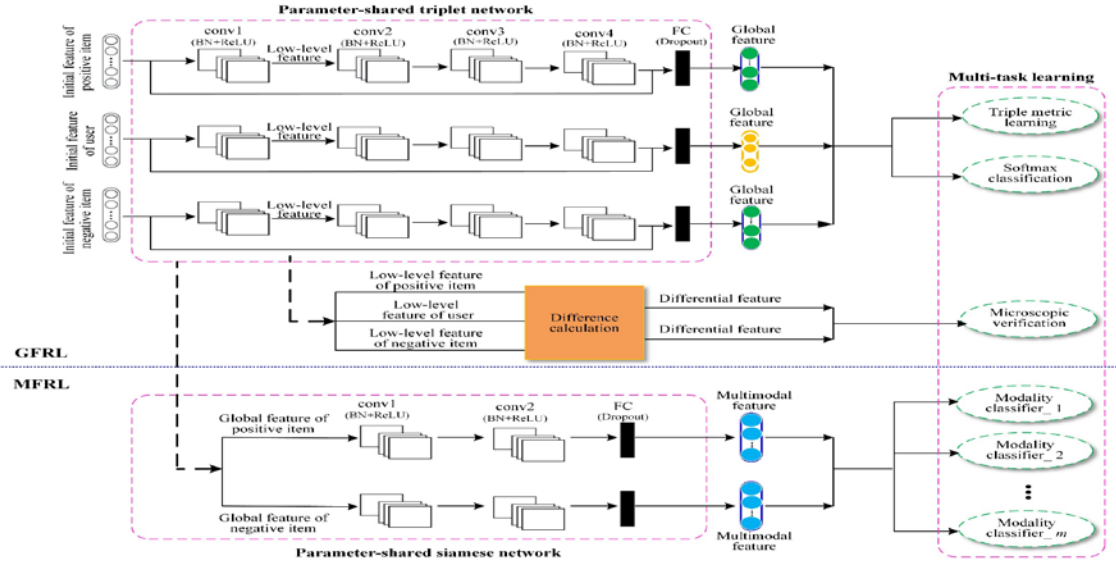 Parameter-shared triplet network
Initial feature of
positive item
conv1
(BN+ReLU)
Low-level
feature
conv2
(BN+ReLU)
conv3
(BN+ReLU)
conv4
(BN+ReLU)
FC
(Dropout)
Global
feature
Initial feature
of user
Low-level
feature
Global
feature
Initial feature of
negative item
Low-level
feature
Global
feature
Multi-task learning
Triple metric
learning
Softmax
classification
Low-level feature
of positive item
Low-level
feature of user
Low-level feature
of negative item
Difference
calculation
Differential feature
Differential feature
Microscopic
verification
GFRL
MFRL
Global feature of
positive item
conv1
(BN+ReLU)
conv2
(BN+ReLU)
FC
(Dropout)
Multimodal
feature
Global feature of
negative item
Multimodal
feature
Modality
classifier_ 1
Modality
classifier_ 2
Modality
classifier_ m
Parameter-shared siamese network